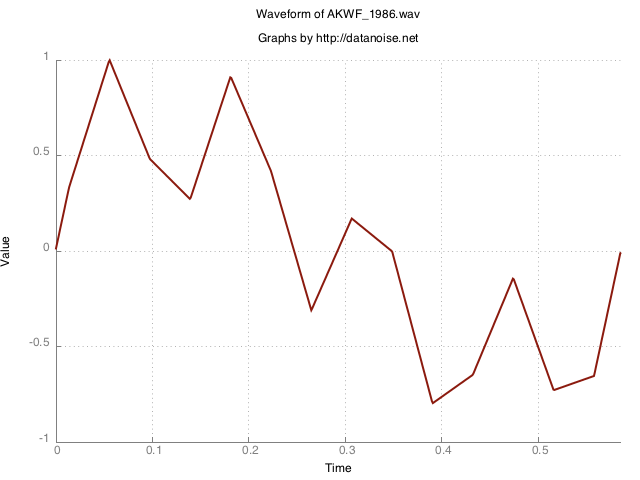 Waveform of AKWF_1986.wav
Graphs by http://datanoise.net
1
0.5
0
-0.5
-1
Value
0 0.1 0.2 0.3 0.4 0.5
Time